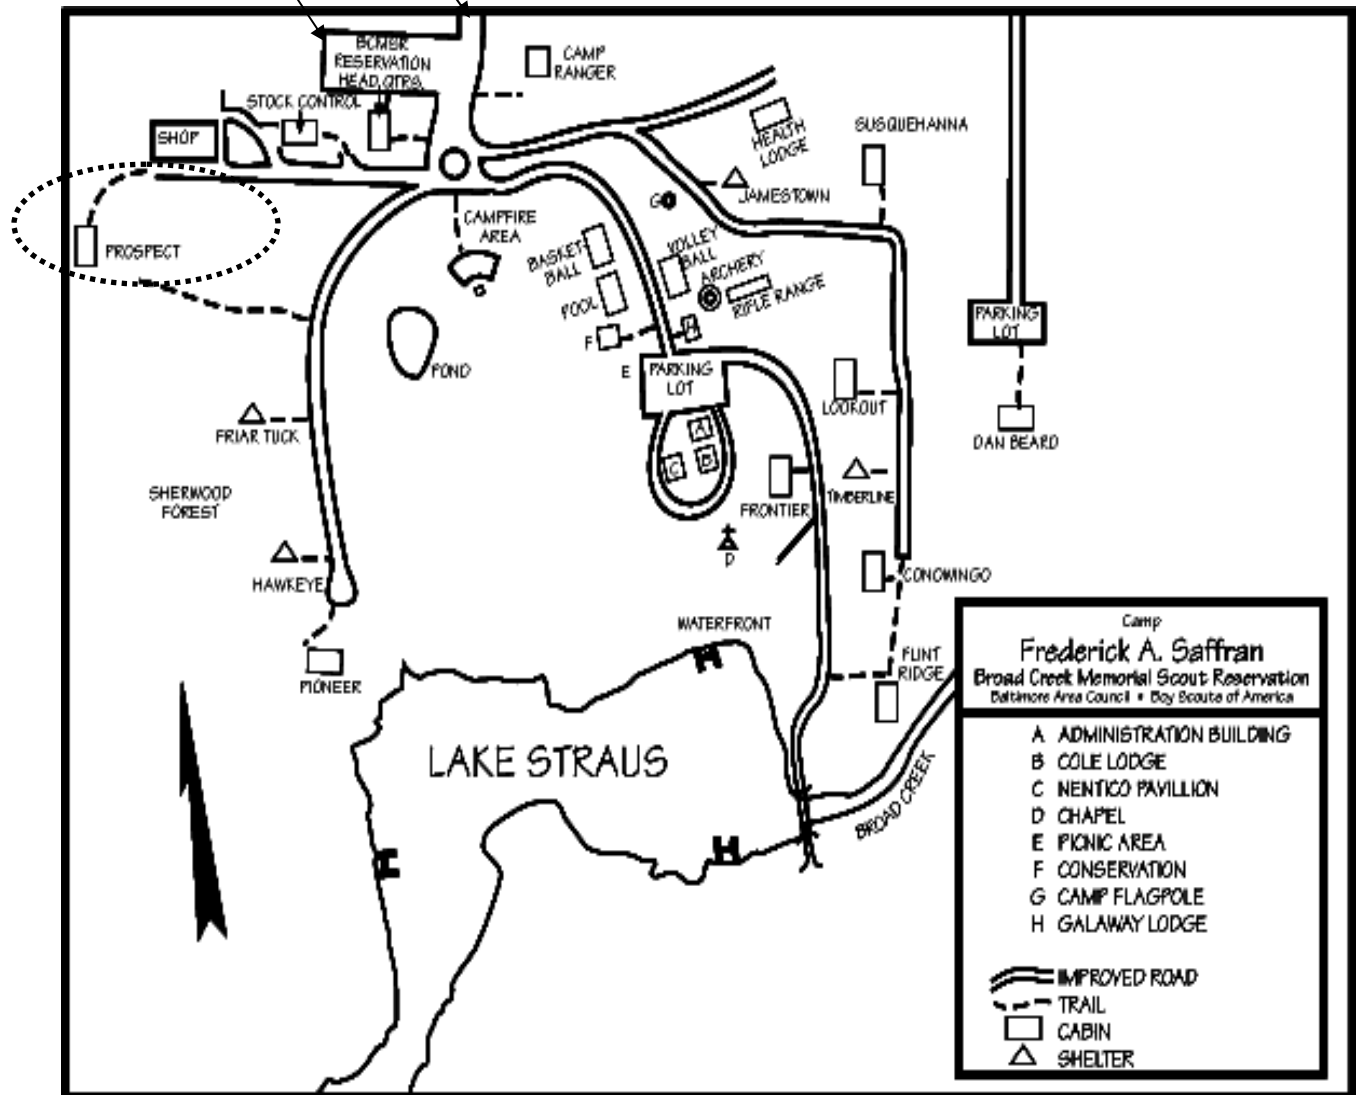 BCMSR
RESERVATION
HEAD QTRS.
CAMP
RANGER
STOCK CONTROL
SHOP
HEALTH
LODGE
SUSQUEHANNA
JAMESTOWN
G
PROSPECT
CAMPFIRE
AREA
BASKET
BALL
VOLLEY
BALL
ARCHERY
RIFLE RANGE
POOL
F
H
E
PARKING
LOT
PARKING
LOT
POND
LOOKOUT
DAN BEARD
FRIAR TUCK
A
B
C
SHERWOOD
FOREST
FRONTIER
TIMBERLINE
D
HAWKEYE
CONOWINGO
WATERFRONT
FLINT
RIDGE
PIONEER
LAKE STRAUS
BROAD CREEK
Camp
Frederick A. Saffran
Broad Creek Memorial Scout Reservation
Baltimore Area Council • Boy Scouts of America
A ADMINISTRATION BUILDING
B COLE LODGE
C NENTICO PAVILLION
D CHAPEL
E PICNIC AREA
F CONSERVATION
G CAMP FLAGPOLE
H GALAWAY LODGE
IMPROVED ROAD
TRAIL
CABIN
SHELTER